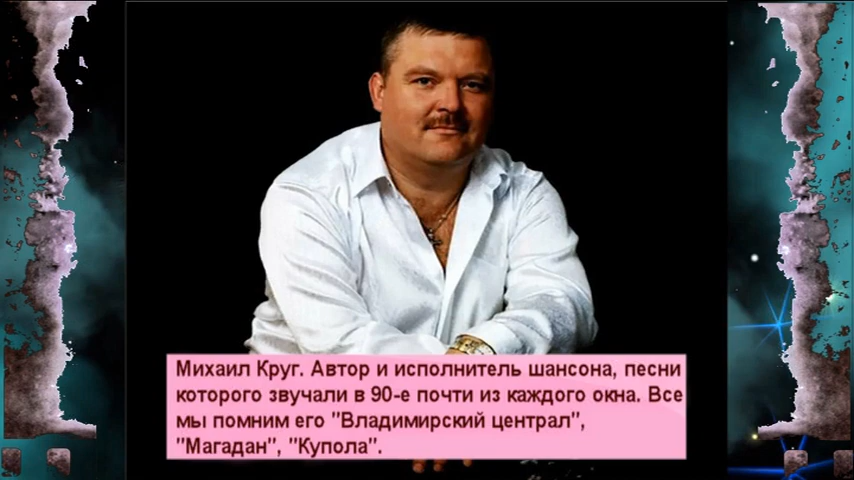 Михаил Круг. Автор и исполнитель шансона, песни
которого звучали в 90-е почти из каждого окна. Все
мы помним его "Владимирский централ",
"Магадан", "Купола".